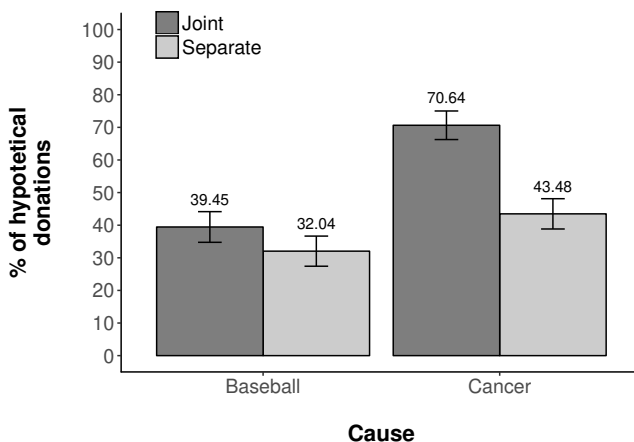 Joint
Separate
% of hypotetical
donations
100
90
80
70
60
50
40
30
20
10
0
39.45
32.04
70.64
43.48
Baseball
Cancer
Cause